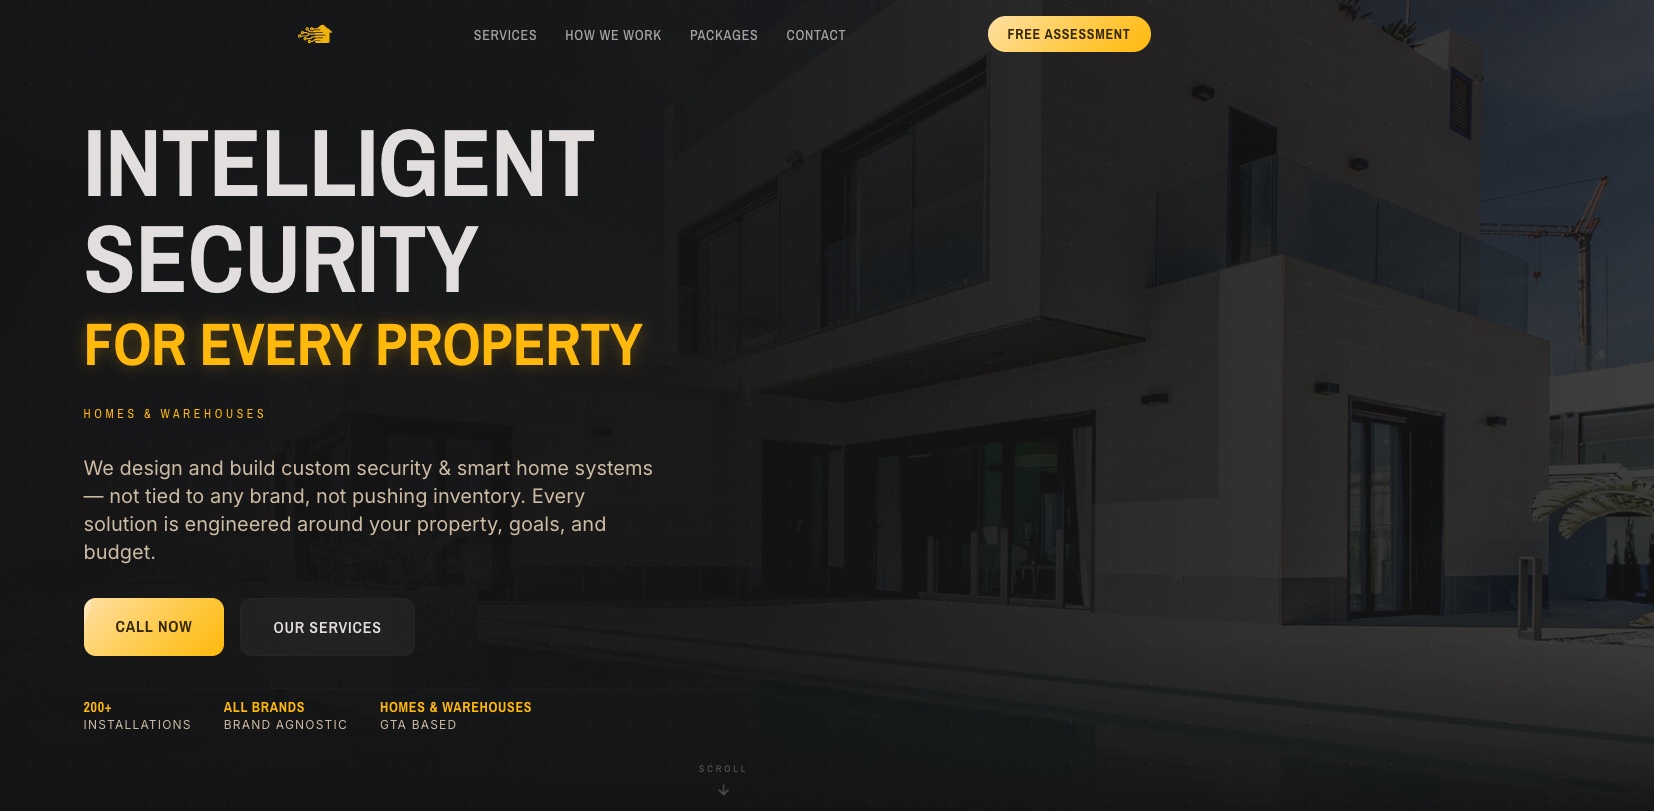 SERVICES HOW WE WORK PACKAGES CONTACT FREE ASSESSMENT
INTELLIGENT
SECURITY
FOR EVERY PROPERTY
HOMES & WAREHOUSES
We design and build custom security & smart home systems
— not tied to any brand, not pushing inventory. Every
solution is engineered around your property, goals, and
budget.
CALL NOW OUR SERVICES
200+ ALL BRANDS HOMES & WAREHOUSES
INSTALLATIONS BRAND AGNOSTIC GTA BASED
SCROLL